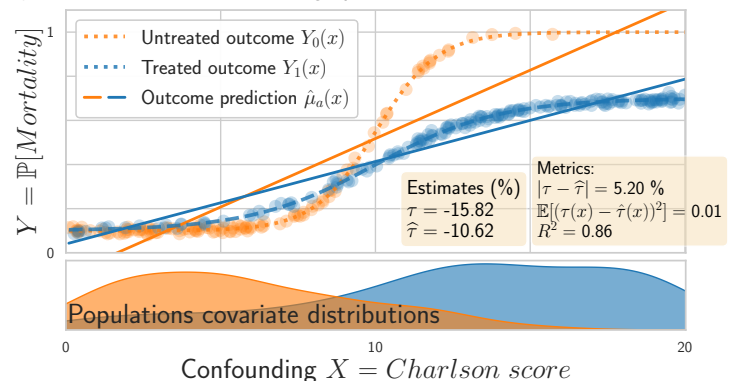 1
Untreated outcome Y₀(x)
Treated outcome Y₁(x)
Outcome prediction μ̂ₐ(x)
Y = ℙ[Mortality]
Estimates (%)
τ = -15.82
τ̂ = -10.62
Metrics:
|τ − τ̂| = 5.20 %
𝔼[(τ(x) − τ̂(x))²] = 0.01
R² = 0.86
0
Populations covariate distributions
0 10 20
Confounding X = Charlson score